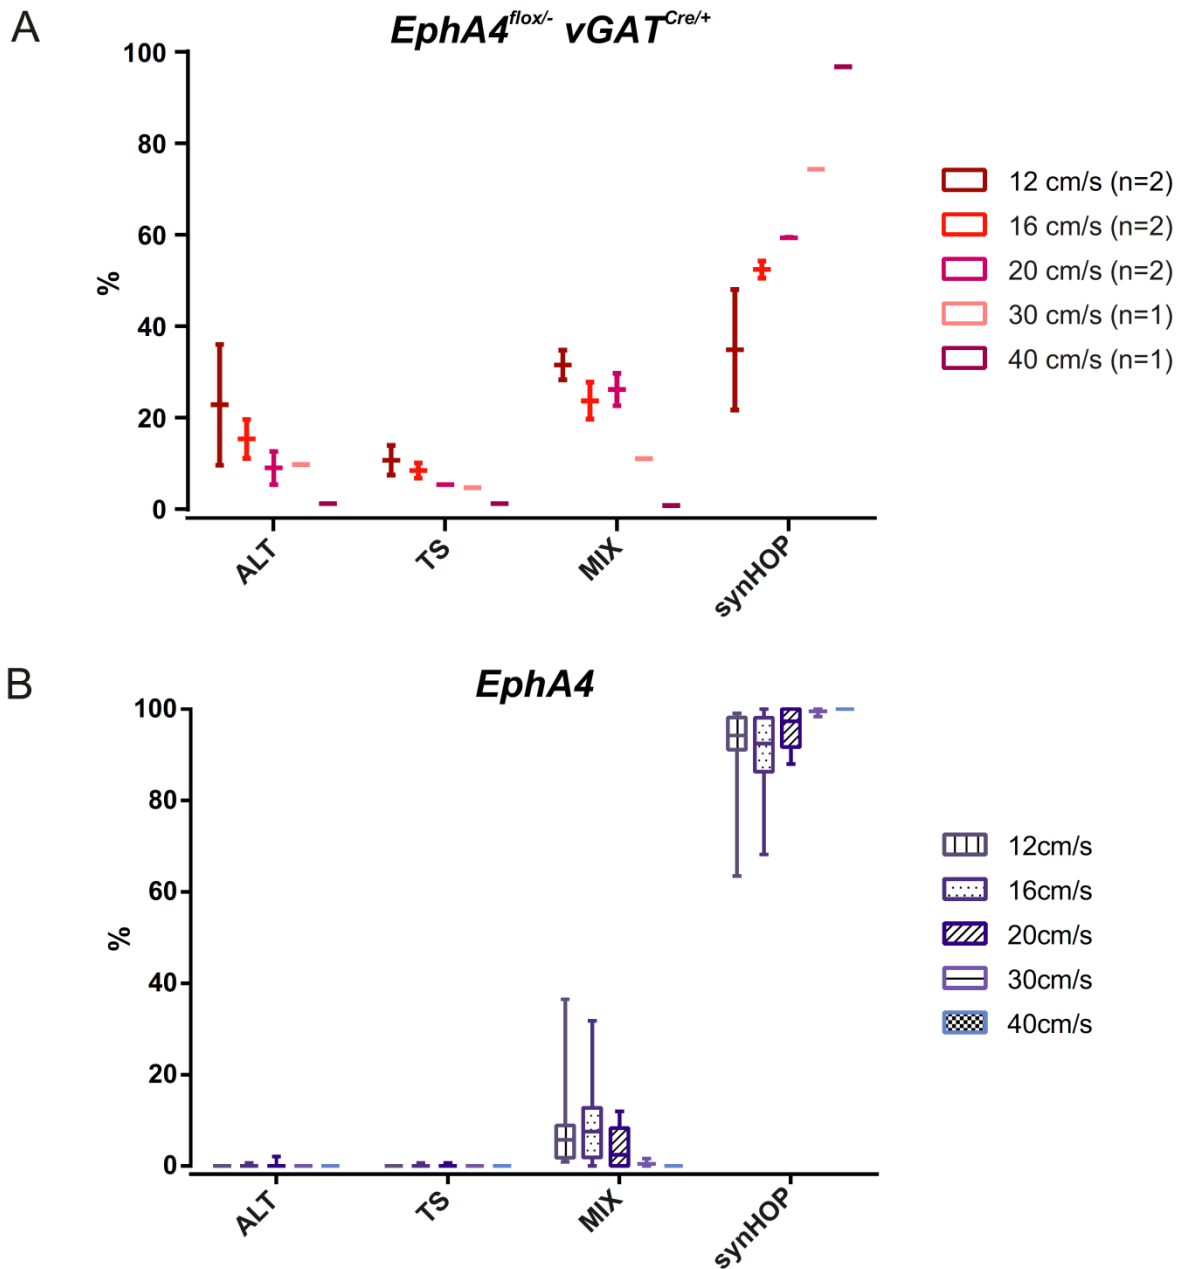 A
EphA4flox/- vGATCre/+
100
80
60
40
20
0
%
ALT
TS
MIX
synHOP
12 cm/s (n=2)
16 cm/s (n=2)
20 cm/s (n=2)
30 cm/s (n=1)
40 cm/s (n=1)
B
EphA4
100
80
60
40
20
0
%
ALT
TS
MIX
synHOP
12cm/s
16cm/s
20cm/s
30cm/s
40cm/s